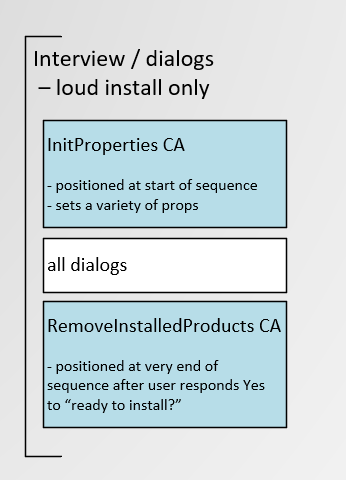 Interview / dialogs
– loud install only
InitProperties CA
- positioned at start of sequence
- sets a variety of props
all dialogs
RemoveInstalledProducts CA
- positioned at very end of
sequence after user responds Yes
to “ready to install?”